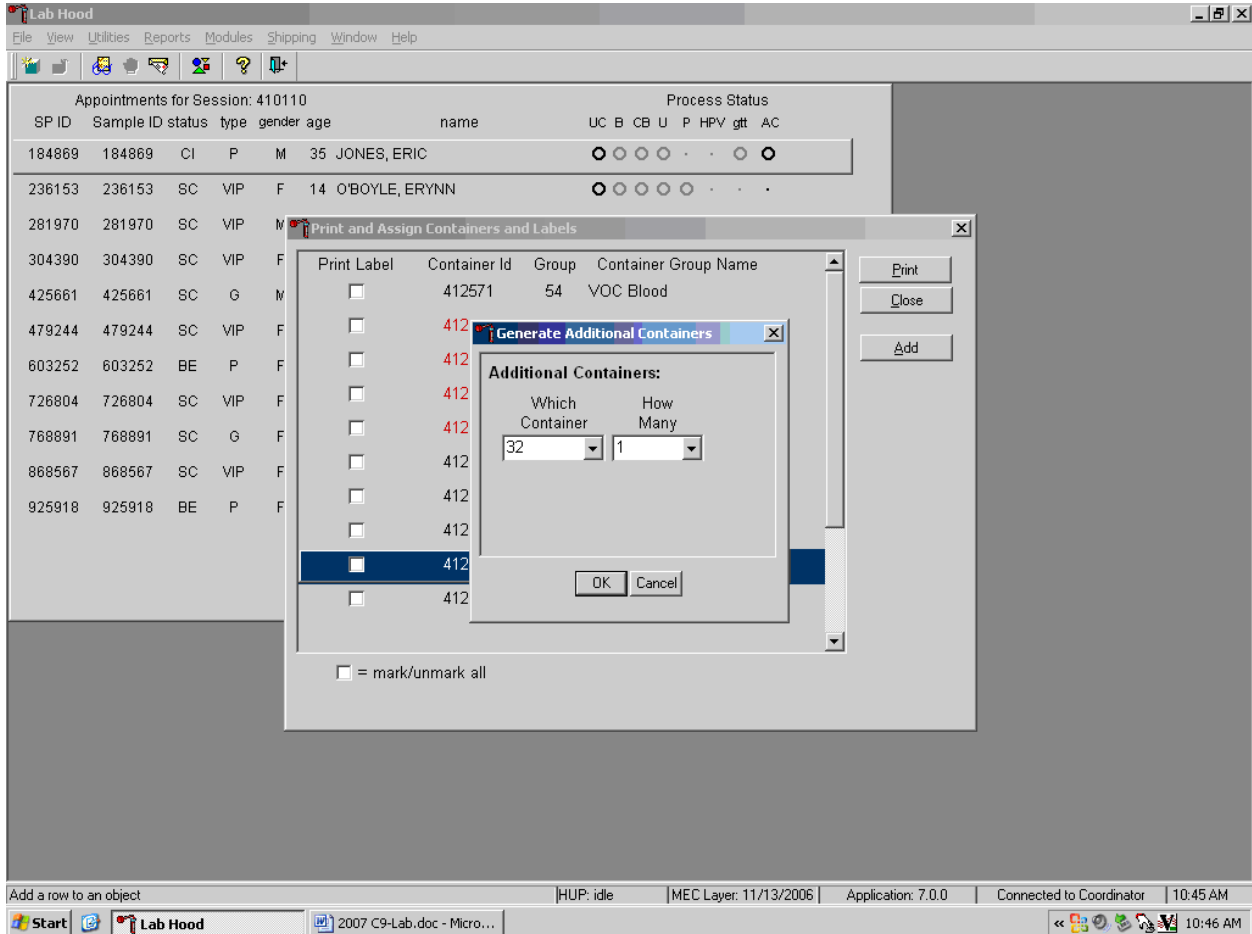 Lab Hood
File View Utilities Reports Modules Shipping Window Help
Appointments for Session: 410110 Process Status
SP ID Sample ID status type gender age name UC B CB U P HPV gtt AC
184869 184869 CI P M 35 JONES, ERIC
236153 236153 SC VIP F 14 O'BOYLE, ERYNN
281970 281970 SC VIP M
304390 304390 SC VIP F
425661 425661 SC G M
479244 479244 SC VIP F
603252 603252 BE P F
726804 726804 SC VIP F
768891 768891 SC G F
868567 868567 SC VIP F
925918 925918 BE P F
Print and Assign Containers and Labels
Print Label Container Id Group Container Group Name
412571 54 VOC Blood
412
412
412
412
412
412
412
412
412
= mark/unmark all
Print
Close
Add
Generate Additional Containers
Additional Containers:
Which Container How Many
32 1
OK Cancel
Add a row to an object HUP: idle MEC Layer: 11/13/2006 Application: 7.0.0 Connected to Coordinator 10:45 AM
Start Lab Hood 2007 C9-Lab.doc - Micro... « 10:46 AM